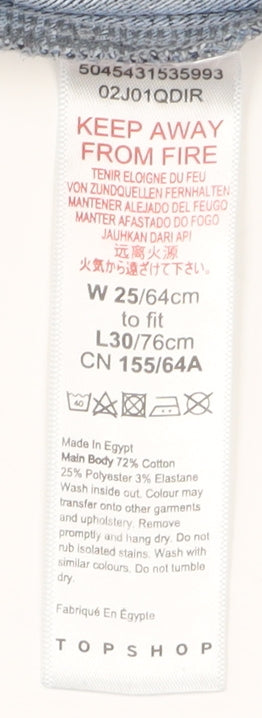 5045431535993
02J01QDIR
KEEP AWAY
FROM FIRE
TENIR ELOIGNE DU FEU
VON ZUNDQUELLEN FERNHALTEN
MANTENER ALEJADO DEL FEUGO
MANTER AFASTADO DO FOGO
JAUHKAN DARI API
远离火源
火気から遠ざけて下さい。
W 25/64cm
to fit
L30/76cm
CN 155/64A
40
Made In Egypt
Main Body 72% Cotton
25% Polyester 3% Elastane
Wash inside out. Colour may
transfer onto other garments
and upholstery. Remove
promptly and hang dry. Do not
rub isolated stains. Wash with
similar colours. Do not tumble
dry.
Fabriqué En Égypte
TOPSHOP